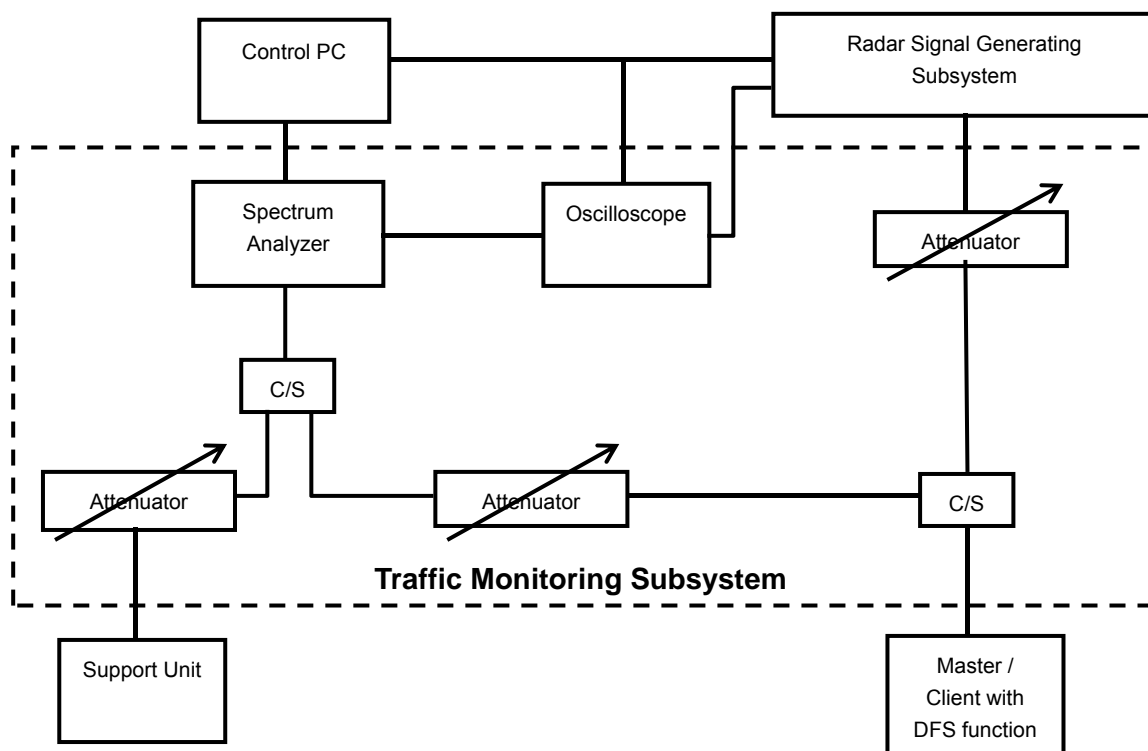 Control PC
Radar Signal Generating
Subsystem
Spectrum
Analyzer
Oscilloscope
Attenuator
C/S
Attenuator
Attenuator
C/S
Traffic Monitoring Subsystem
Support Unit
Master /
Client with
DFS function